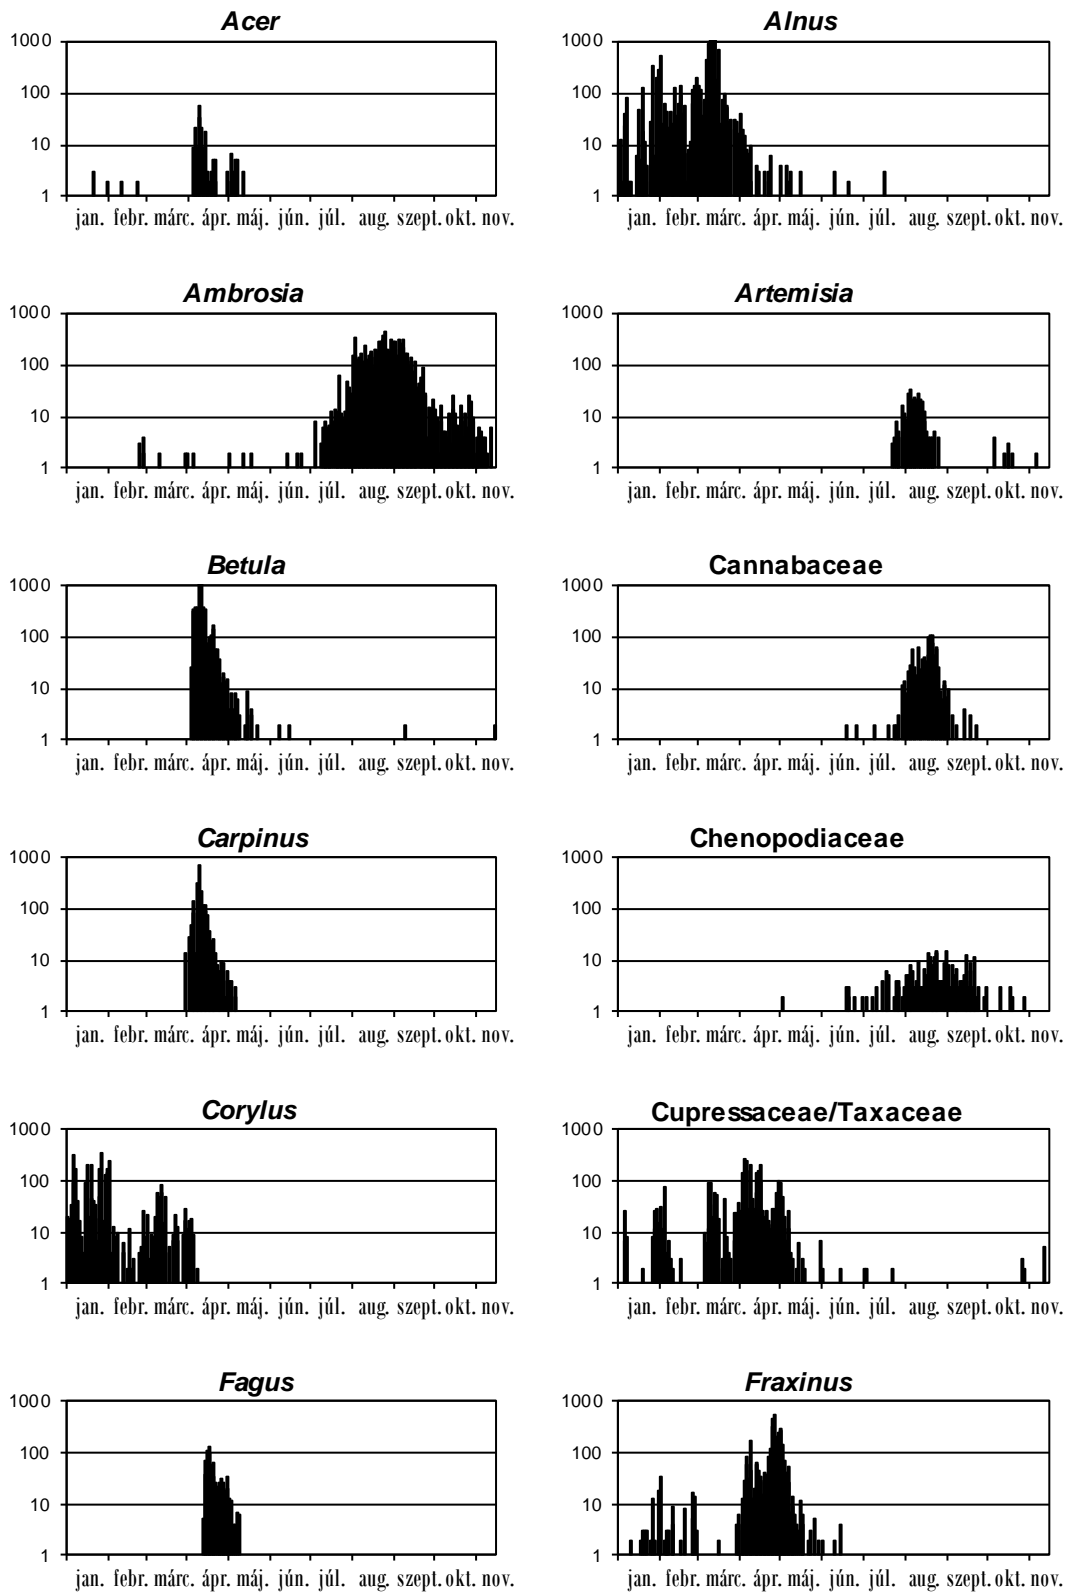 Acer
1000
100
10
1
jan. febr. márc. ápr. máj. jún. júl. aug. szept. okt. nov.
Alnus
1000
100
10
1
jan. febr. márc. ápr. máj. jún. júl. aug. szept. okt. nov.
Ambrosia
1000
100
10
1
jan. febr. márc. ápr. máj. jún. júl. aug. szept. okt. nov.
Artemisia
1000
100
10
1
jan. febr. márc. ápr. máj. jún. júl. aug. szept. okt. nov.
Betula
1000
100
10
1
jan. febr. márc. ápr. máj. jún. júl. aug. szept. okt. nov.
Cannabaceae
1000
100
10
1
jan. febr. márc. ápr. máj. jún. júl. aug. szept. okt. nov.
Carpinus
1000
100
10
1
jan. febr. márc. ápr. máj. jún. júl. aug. szept. okt. nov.
Chenopodiaceae
1000
100
10
1
jan. febr. márc. ápr. máj. jún. júl. aug. szept. okt. nov.
Corylus
1000
100
10
1
jan. febr. márc. ápr. máj. jún. júl. aug. szept. okt. nov.
Cupressaceae/Taxaceae
1000
100
10
1
jan. febr. márc. ápr. máj. jún. júl. aug. szept. okt. nov.
Fagus
1000
100
10
1
jan. febr. márc. ápr. máj. jún. júl. aug. szept. okt. nov.
Fraxinus
1000
100
10
1
jan. febr. márc. ápr. máj. jún. júl. aug. szept. okt. nov.